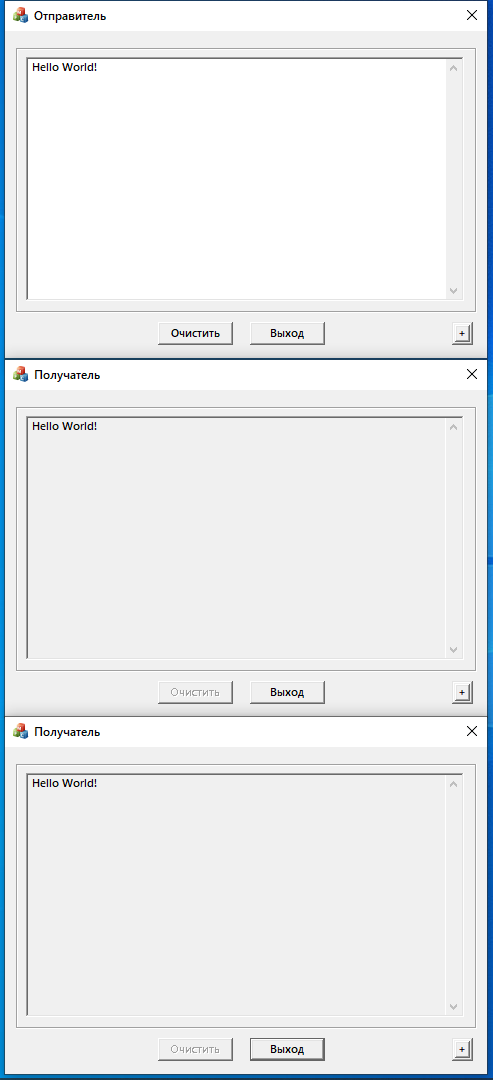 Отправитель
Hello World!
Очистить Выход +
Получатель
Hello World!
Очистить Выход +
Получатель
Hello World!
Очистить Выход +